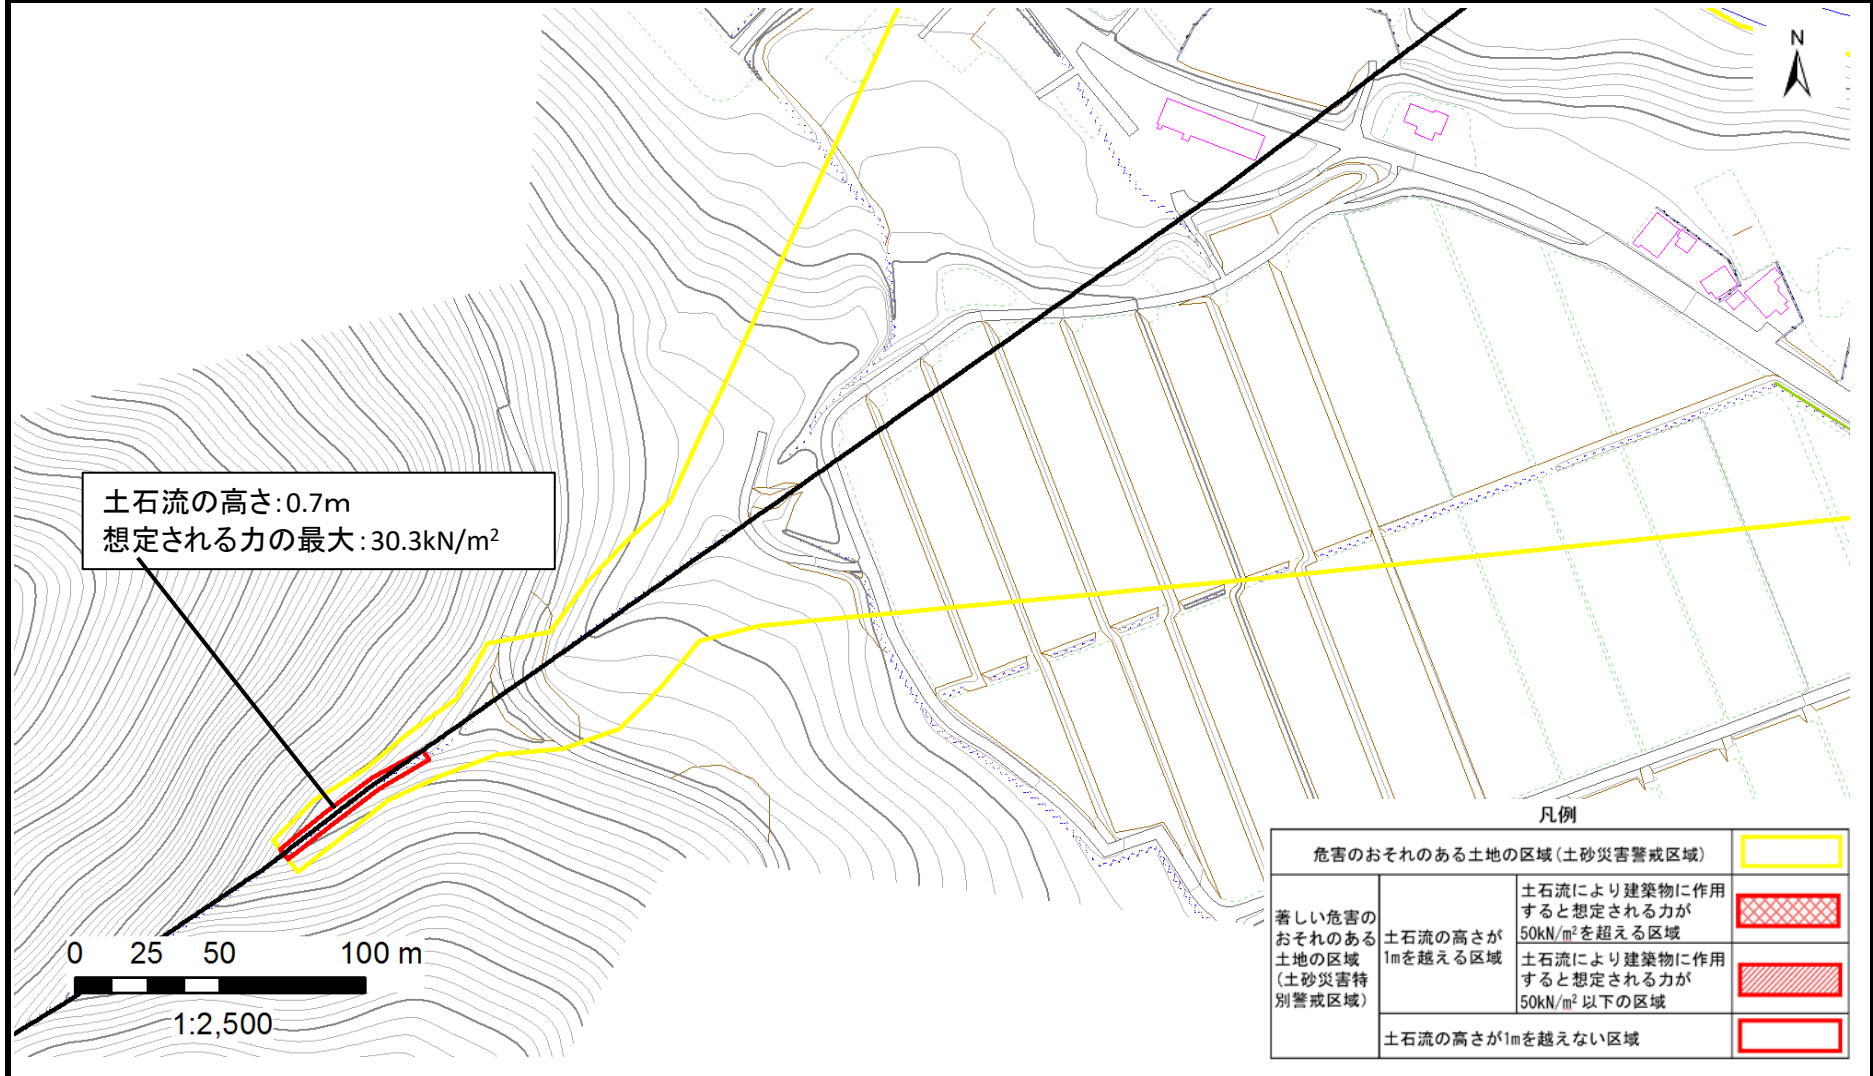 N
土石流の高さ:0.7m
想定される力の最大:30.3kN/m²
0 25 50 100 m
1:2,500
凡例
危害のおそれのある土地の区域(土砂災害警戒区域)
著しい危害の
おそれのある
土地の区域
(土砂災害特
別警戒区域)
土石流の高さが
1mを越える区域
土石流により建築物に作用
すると想定される力が
50kN/m²を超える区域
土石流により建築物に作用
すると想定される力が
50kN/m²以下の区域
土石流の高さが1mを越えない区域